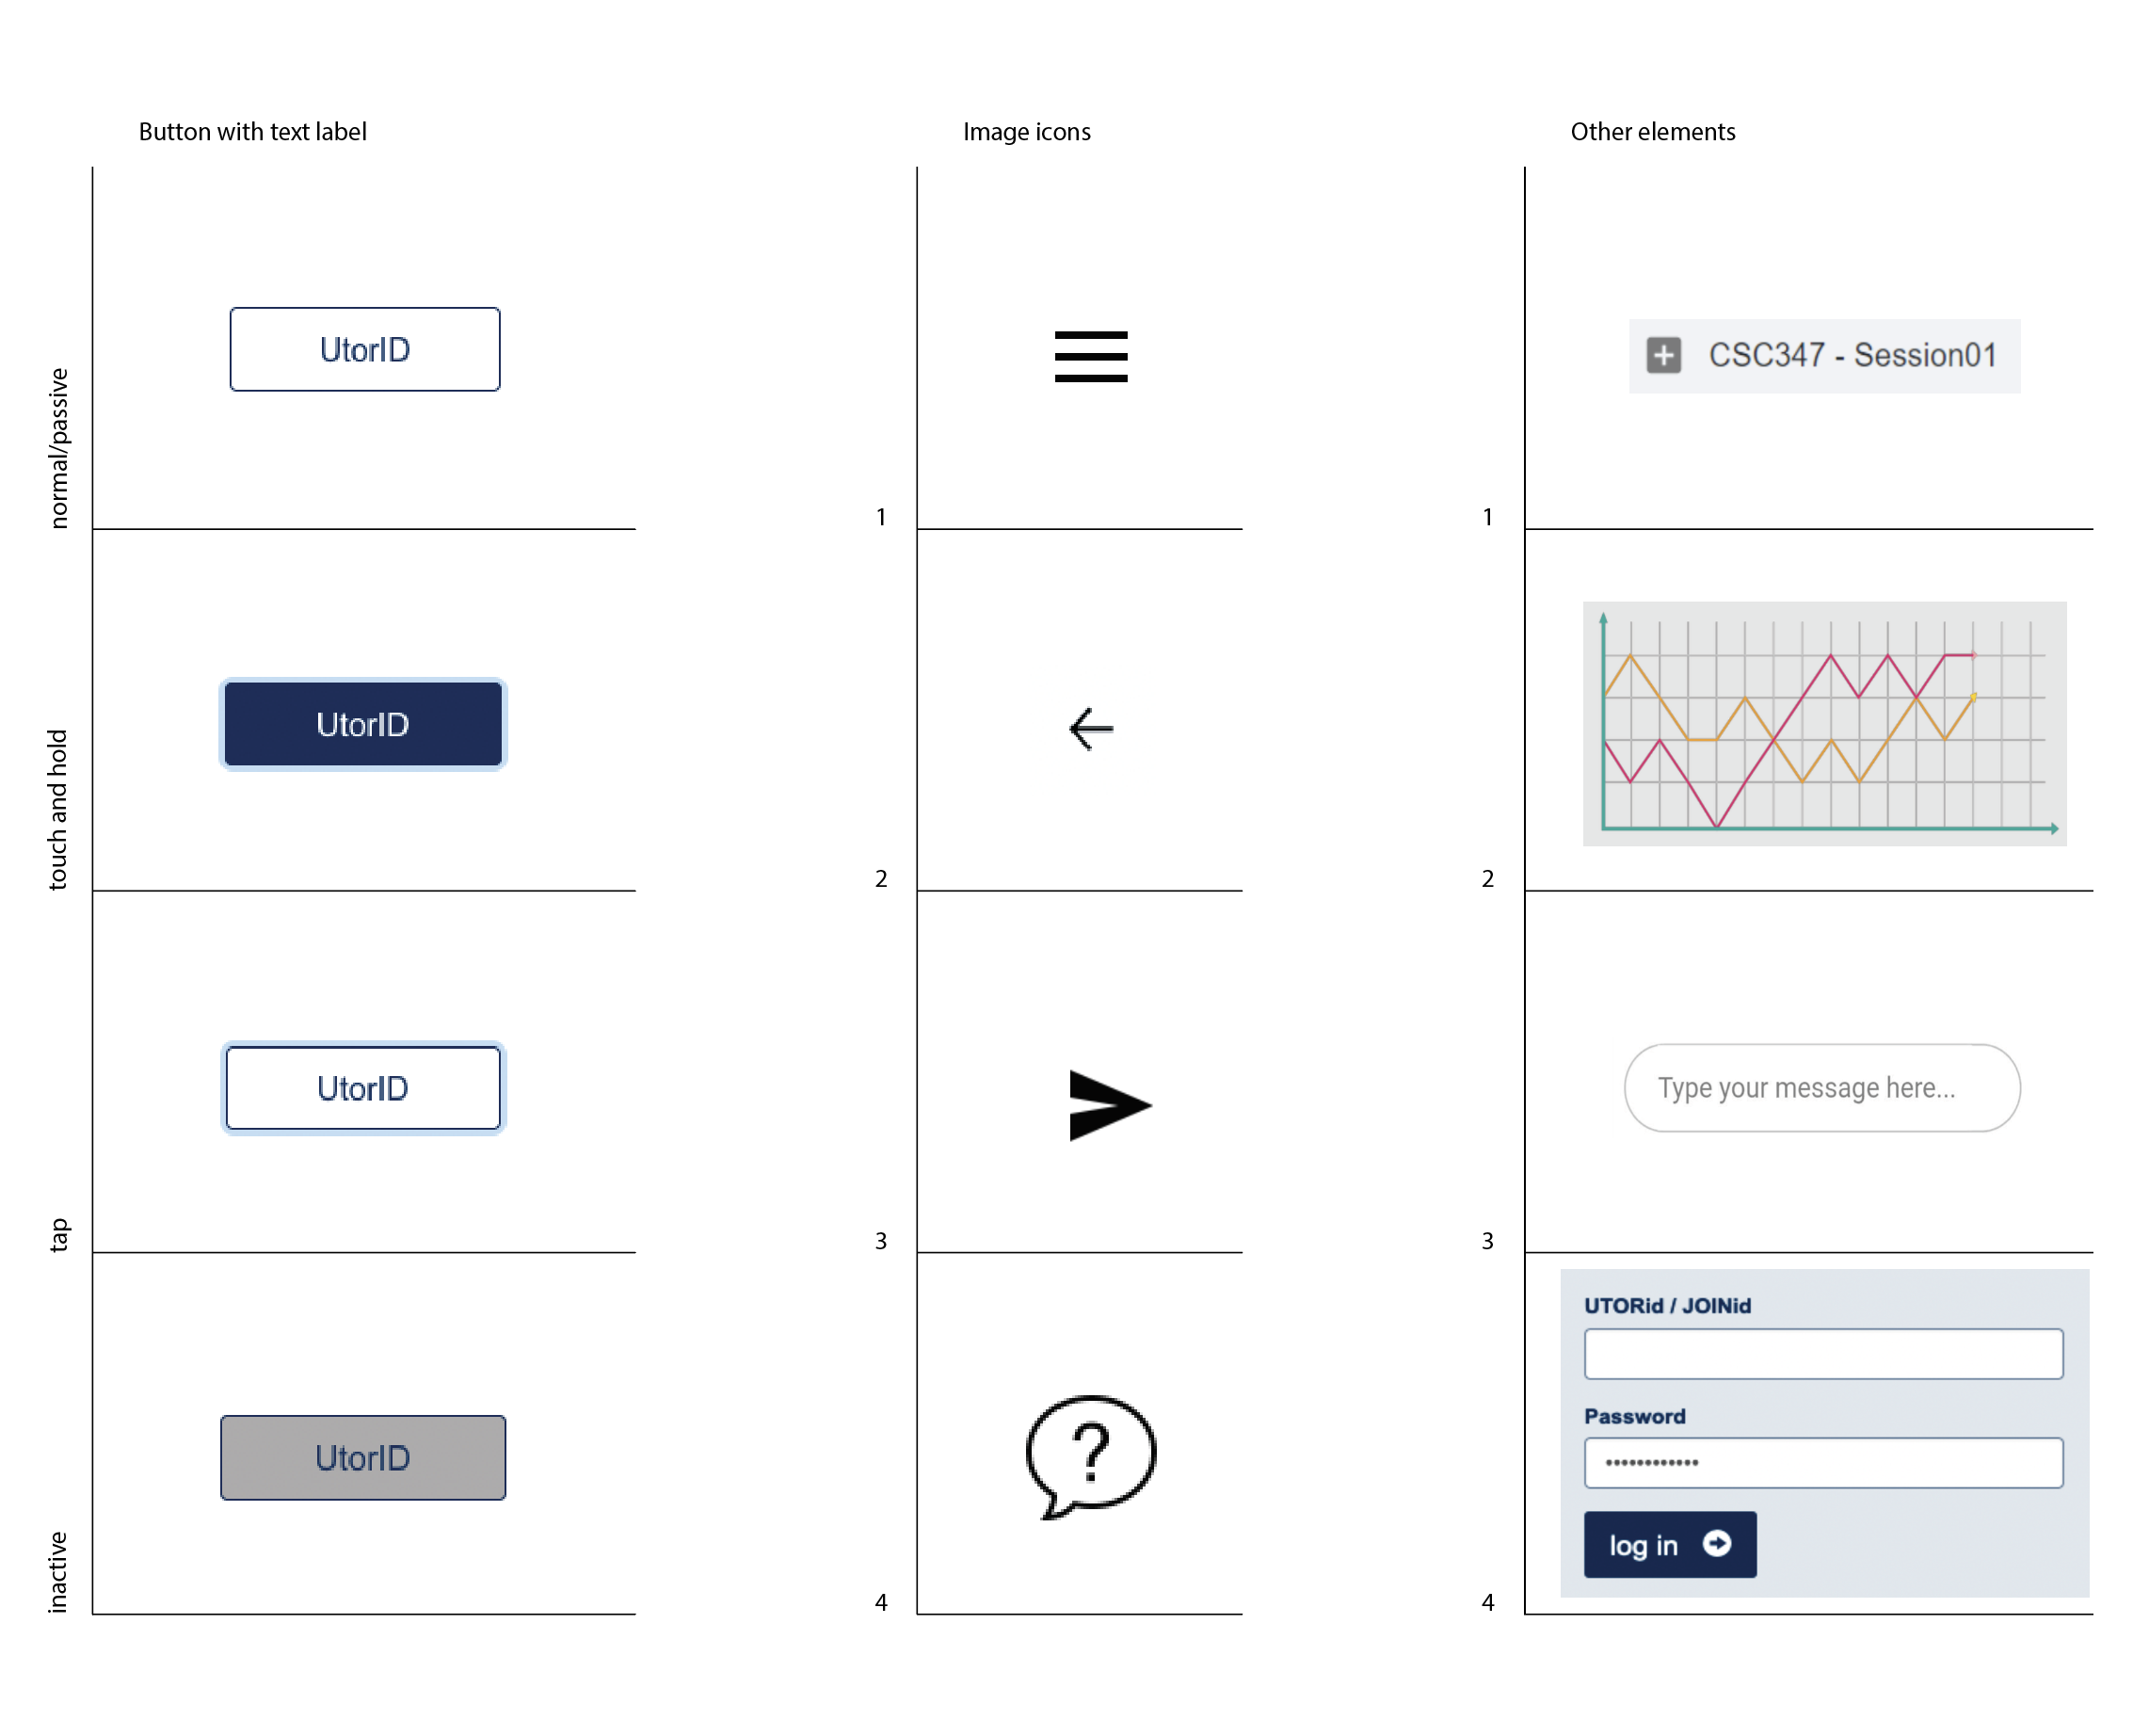 Button with text label
Image icons
Other elements
normal/passive
UtorID
1
1
CSC347 - Session01
touch and hold
UtorID
2
2
tap
UtorID
3
3
Type your message here...
inactive
UtorID
4
?
4
UTORid / JOINid
Password
••••••••••••
log in